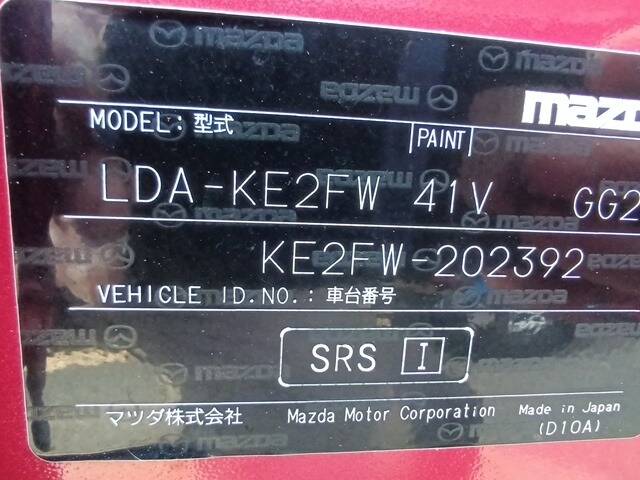 mazda
MODEL: 型式 PAINT
LDA-KE2FW 41V GG2
KE2FW-202392
VEHICLE ID.NO.: 車台番号
SRS I
マツダ株式会社 Mazda Motor Corporation Made in Japan
(D10A)